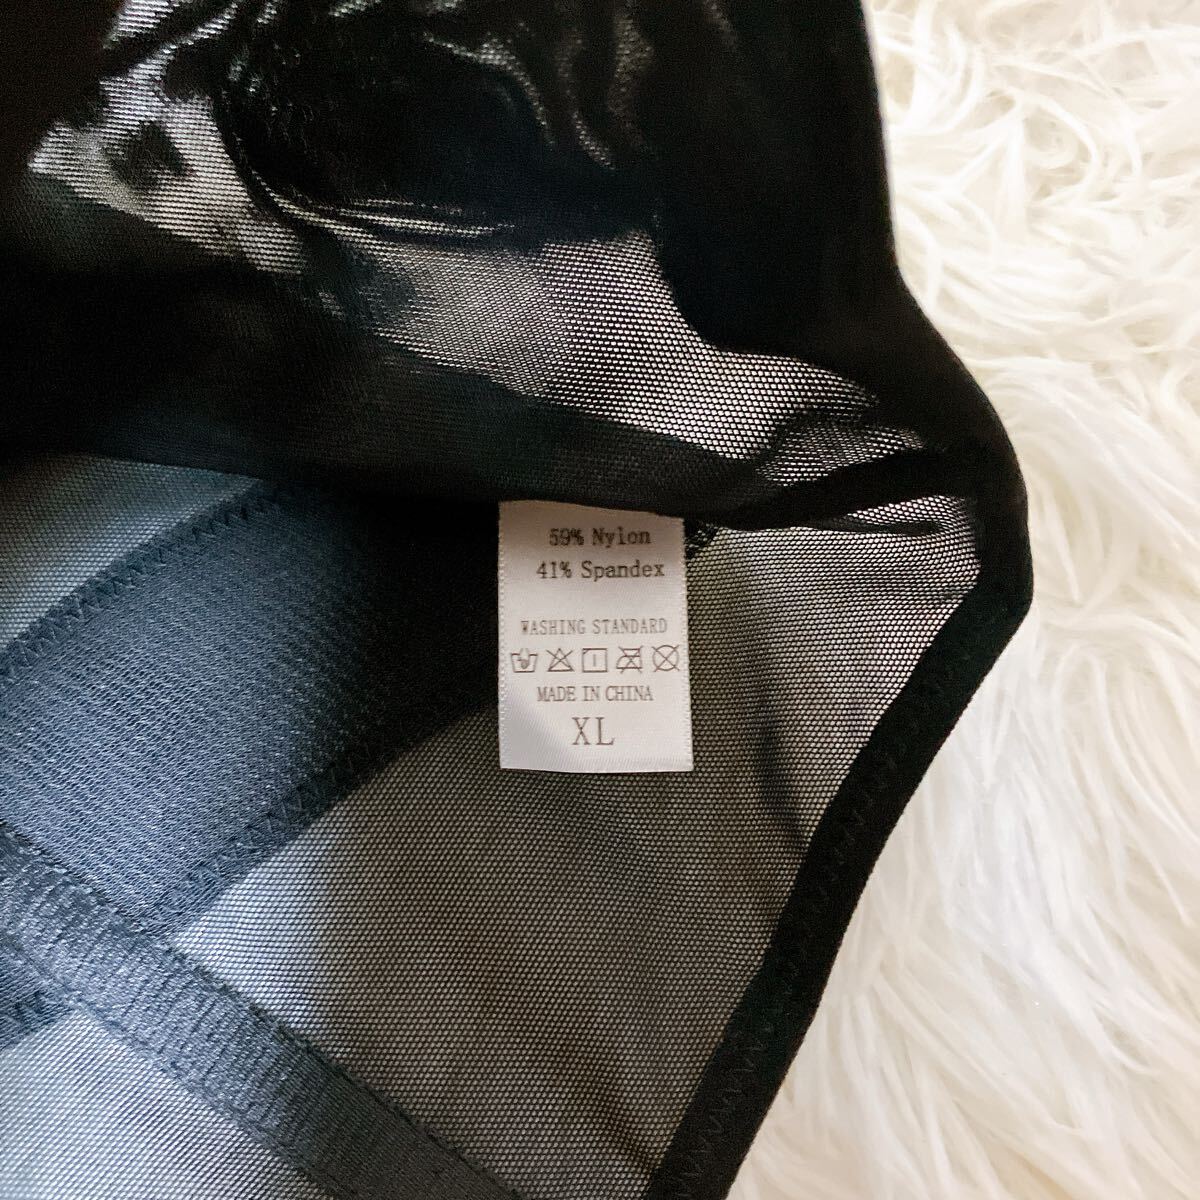 59% Nylon
41% Spandex
WASHING STANDARD
MADE IN CHINA
XL